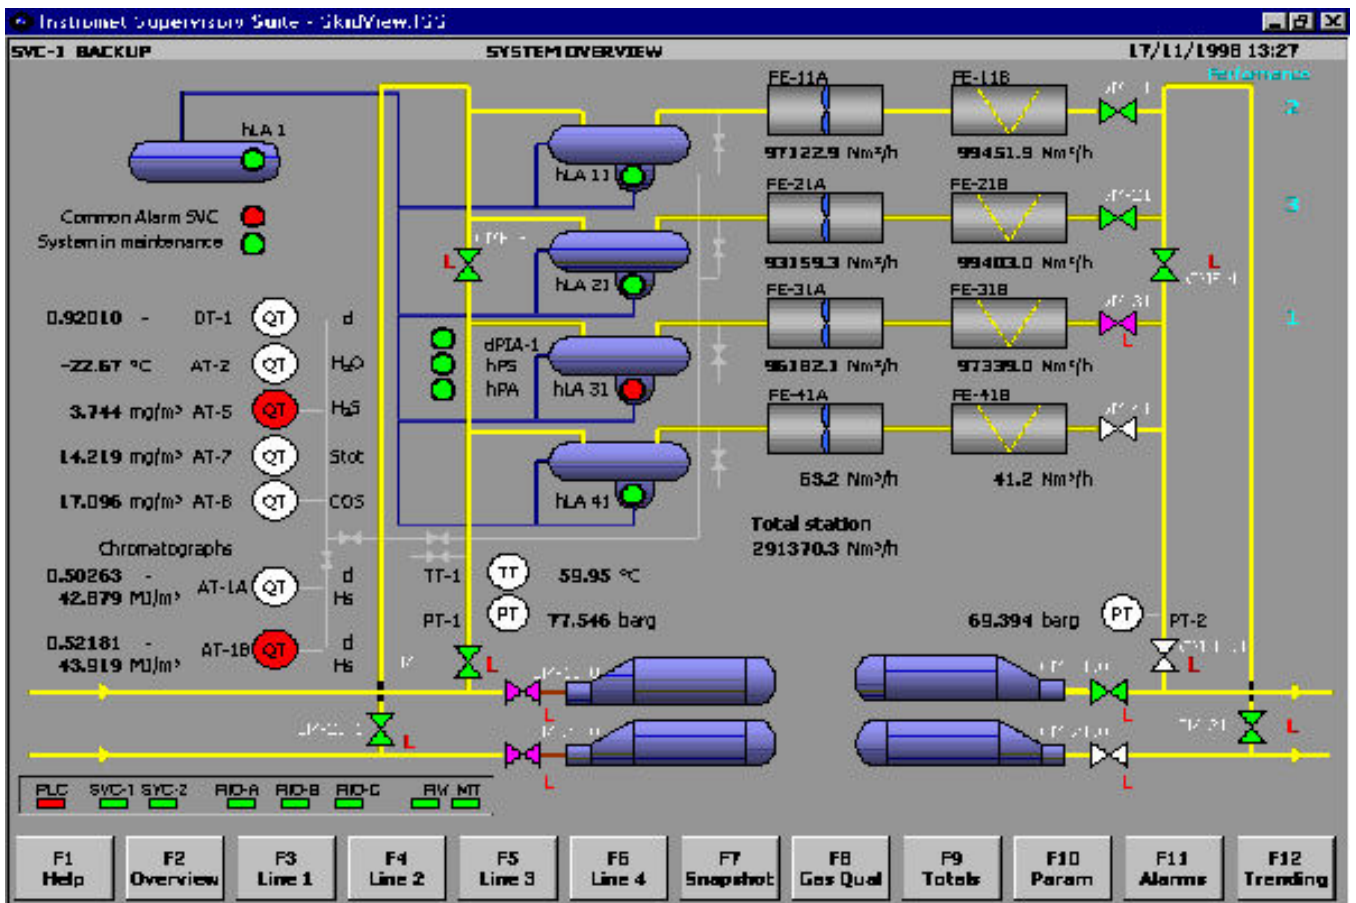 Instromet Supervisory Suite - SkidView.ISS
SVC-1 BACKUP SYSTEM OVERVIEW 17/11/1998 13:27
Performance
FE-11A FE-11B
2
hLA 1
97122.9 Nm³/h 99451.9 Nm³/h
hLA 11
FE-21A FE-21B
3
Common Alarm SVC
System in maintenance
L L
93159.3 Nm³/h 99403.0 Nm³/h
hLA 21
FE-31A FE-31B
1
0.92010 - DT-1 QT d
dPIA-1
L
-22.67 °C AT-2 QT H₂O
hPS
96182.1 Nm³/h 97339.0 Nm³/h
hPA hLA 31
FE-41A FE-41B
3.744 mg/m³ AT-5 QT H₂S
14.219 mg/m³ AT-7 QT Stot
63.2 Nm³/h 41.2 Nm³/h
17.096 mg/m³ AT-8 QT COS
hLA 41
Total station
291370.3 Nm³/h
Chromatographs
0.50263 - AT-1A QT d
42.879 MJ/m³ Hs
TT-1 TT 59.95 °C
PT-1 PT 77.546 barg
69.394 barg PT PT-2
0.52181 - AT-1B QT d
43.919 MJ/m³ Hs
L L
L L
L L
L L
PLC SVC-1 SVC-2 RIO-A RIO-B RIO-C RW MTT
F1 F2 F3 F4 F5 F6 F7 F8 F9 F10 F11 F12
Help Overview Line 1 Line 2 Line 3 Line 4 Snapshot Gas Qual Totals Param Alarms Trending